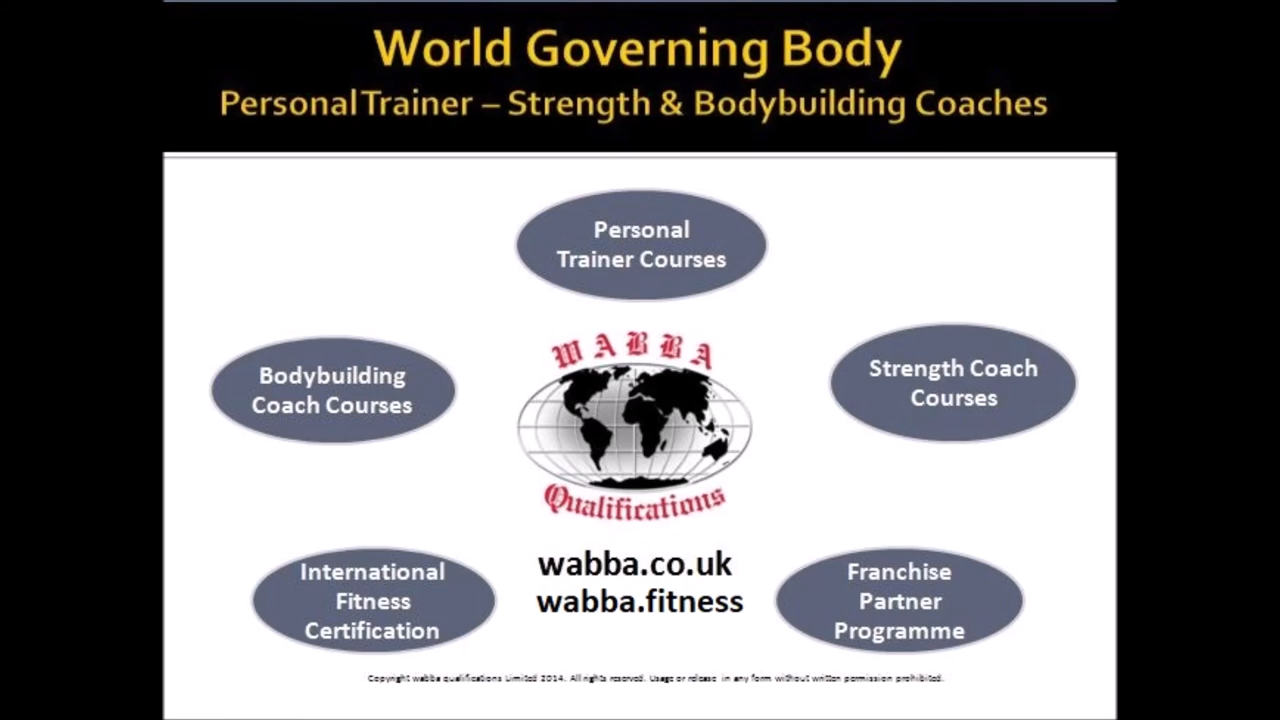 World Governing Body
Personal Trainer – Strength & Bodybuilding Coaches
Personal
Trainer Courses
Bodybuilding
Coach Courses
Strength Coach
Courses
WABBA
Qualifications
wabba.co.uk
wabba.fitness
International
Fitness
Certification
Franchise
Partner
Programme
Copyright wabba qualifications Limited 2014. All rights reserved. Usage or release in any form without written permission prohibited.